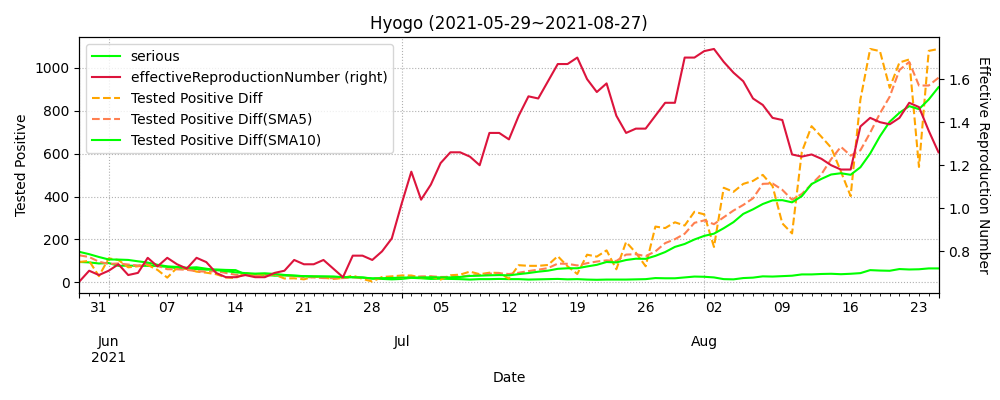 Hyogo (2021-05-29~2021-08-27)
serious
effectiveReproductionNumber (right)
Tested Positive Diff
Tested Positive Diff(SMA5)
Tested Positive Diff(SMA10)
Tested Positive
1000
800
600
400
200
0
1.6
1.4
1.2
1.0
0.8
Effective Reproduction Number
31 07 14 21 28 05 12 19 26 02 09 16 23
Jun Jul Aug
2021
Date